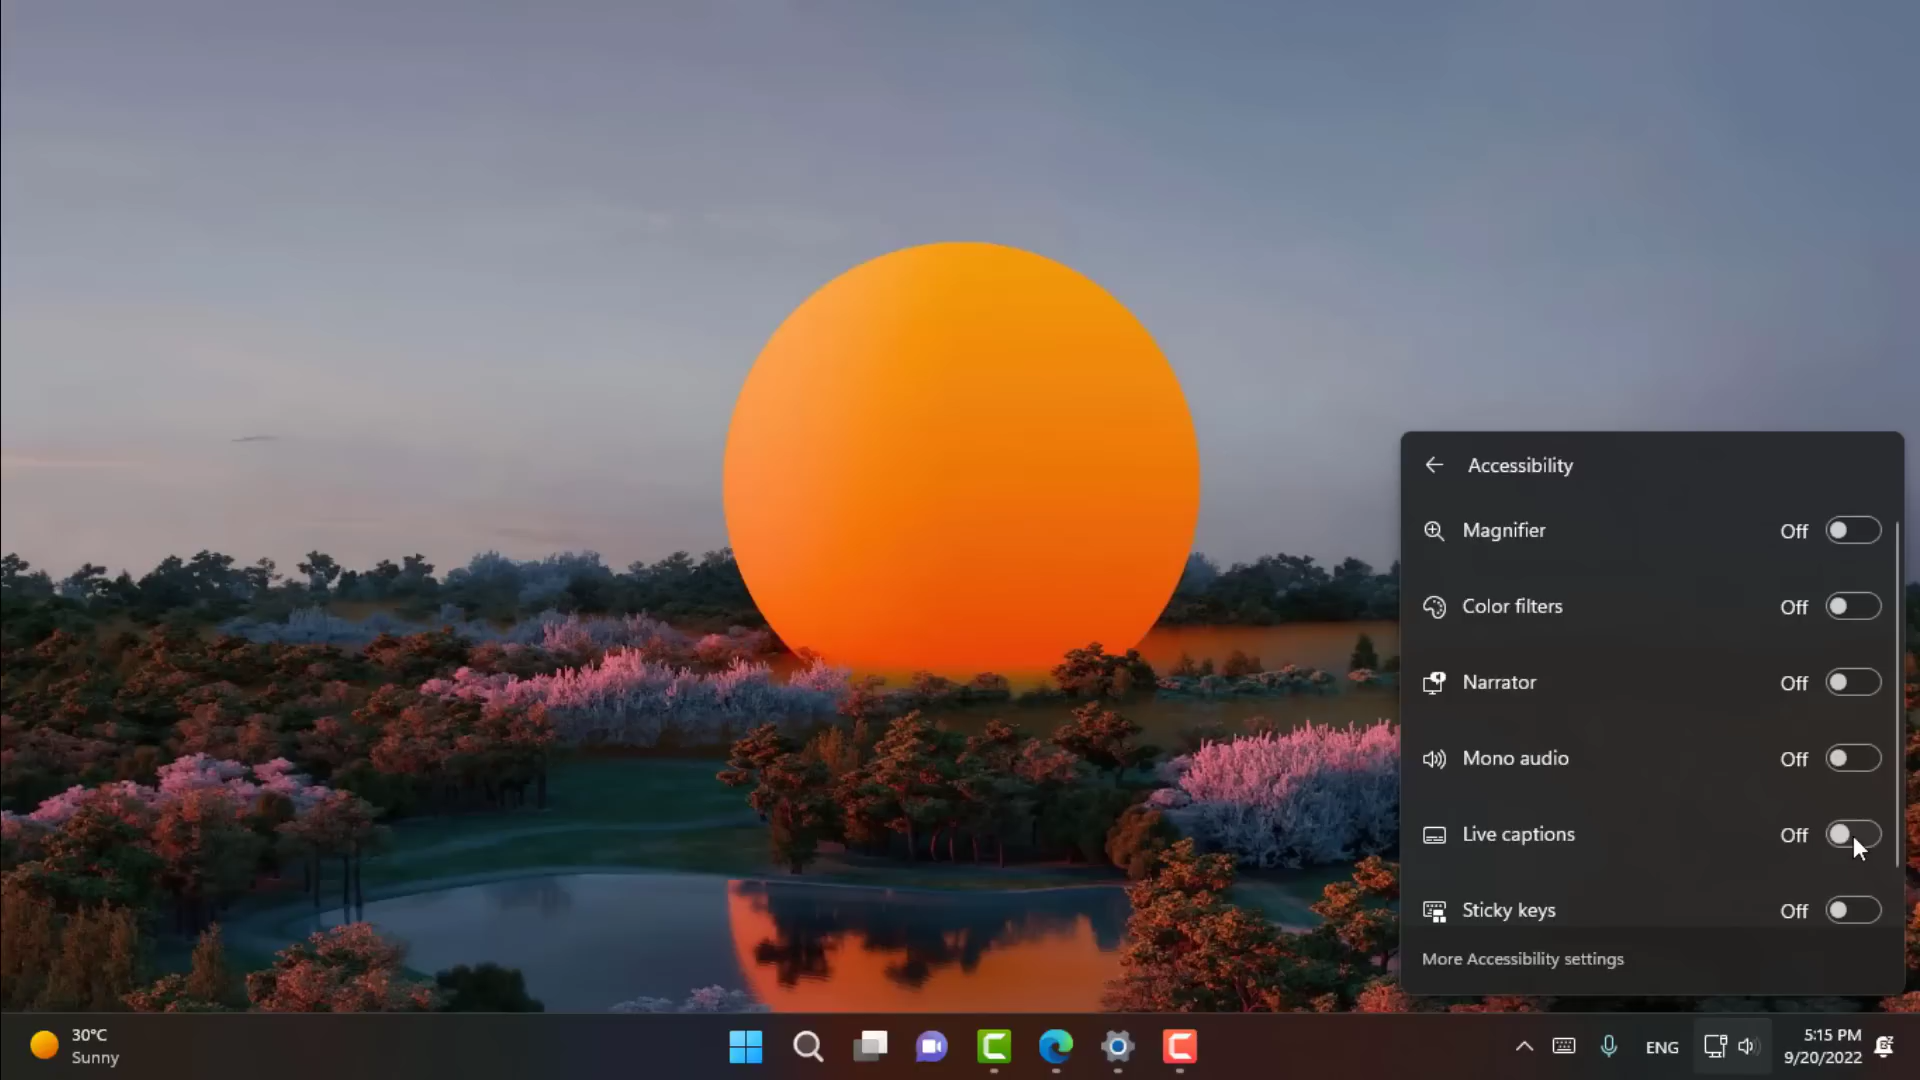 Accessibility
Magnifier Off
Color filters Off
Narrator Off
Mono audio Off
Live captions Off
Sticky keys Off
More Accessibility settings
30°C
Sunny
ENG
5:15 PM
9/20/2022